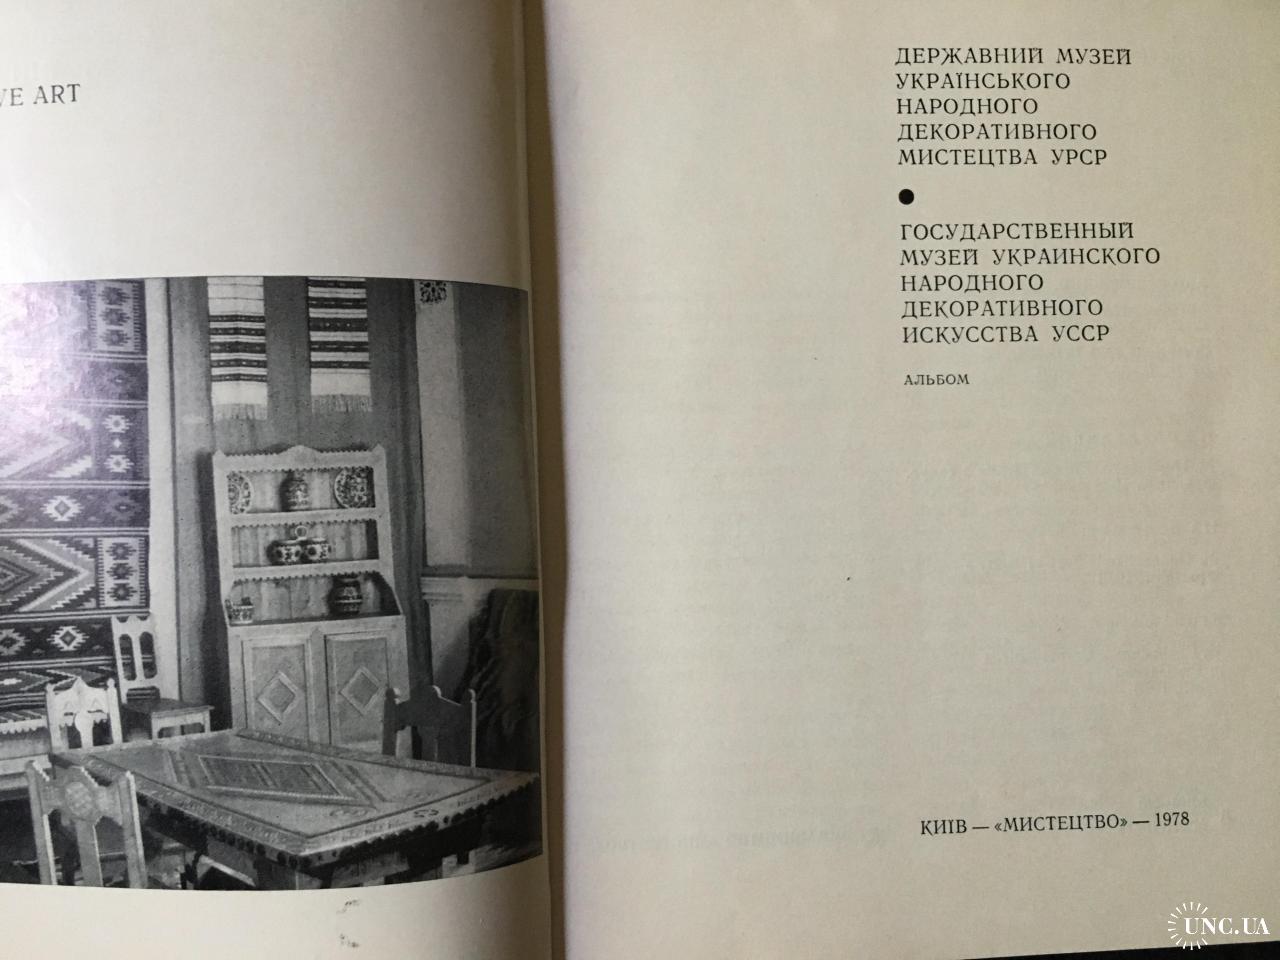 ART
ДЕРЖАВНИЙ МУЗЕЙ
УКРАЇНСЬКОГО
НАРОДНОГО
ДЕКОРАТИВНОГО
МИСТЕЦТВА УРСР
●
ГОСУДАРСТВЕННЫЙ
МУЗЕЙ УКРАИНСКОГО
НАРОДНОГО
ДЕКОРАТИВНОГО
ИСКУССТВА УССР
АЛЬБОМ
КИЇВ — «МИСТЕЦТВО» — 1978
UNC.UA